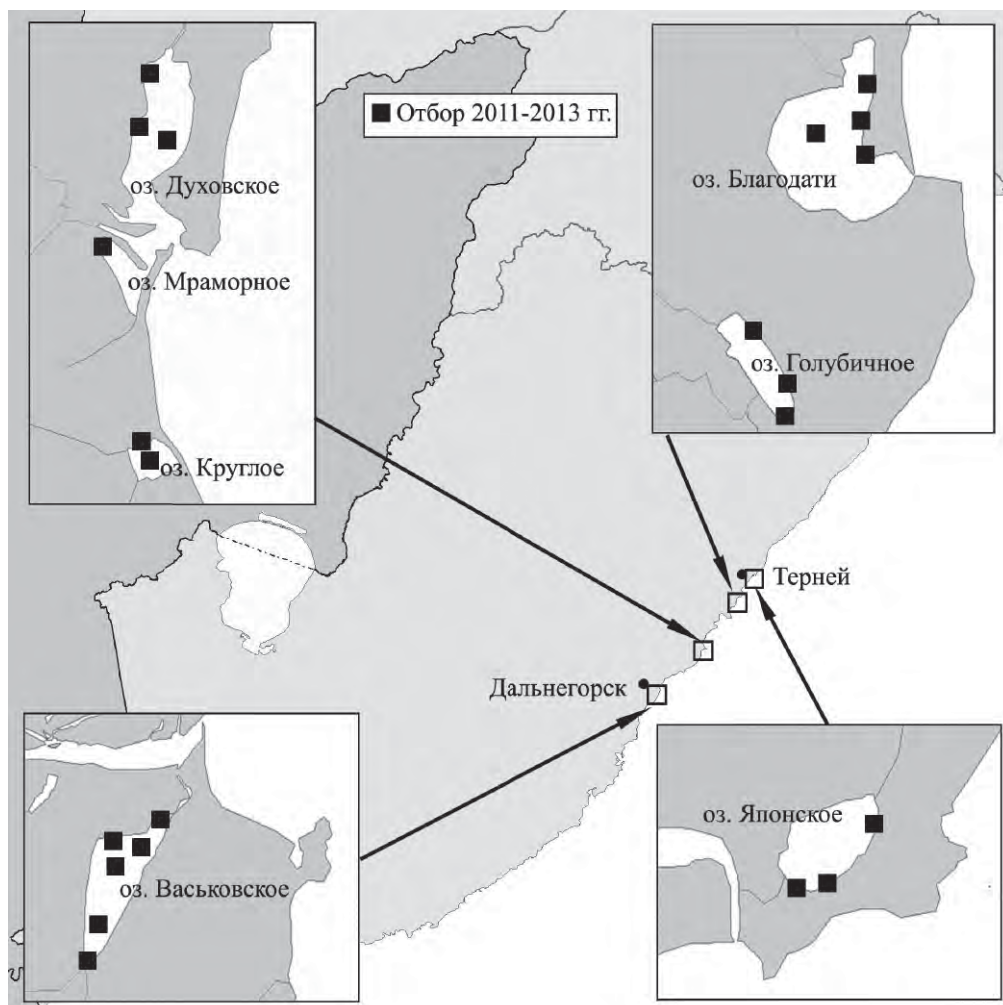 Отбор 2011-2013 гг.
оз. Духовское
оз. Мраморное
оз. Круглое
оз. Благодати
оз. Голубичное
Терней
Дальнегорск
оз. Васьковское
оз. Японское